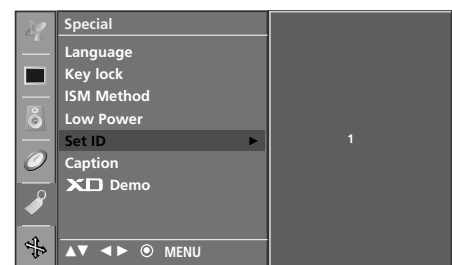 Special
Language
Key lock
ISM Method
Low Power
Set ID ► 1
Caption
XD Demo
▲▼ ◄► ⦿ MENU